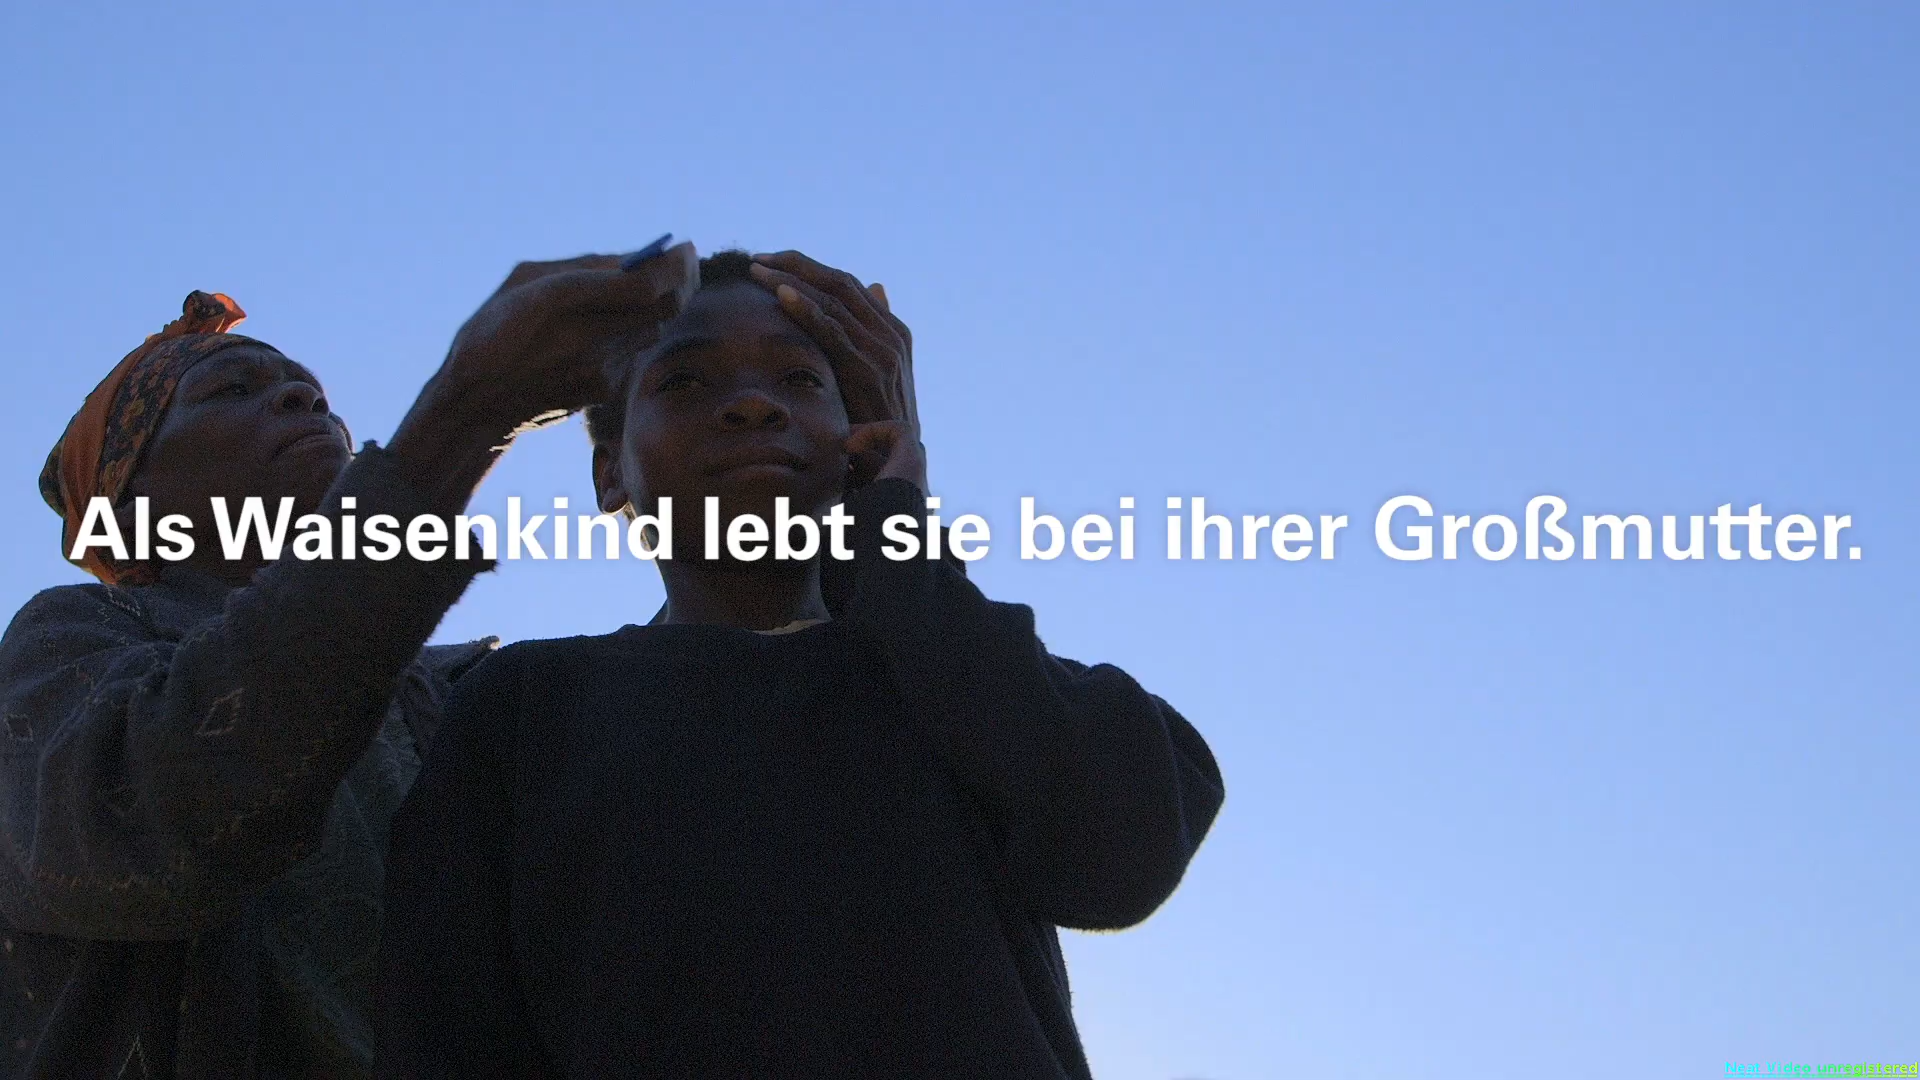 Als Waisenkind lebt sie bei ihrer Großmutter.
Neat Video unregistered